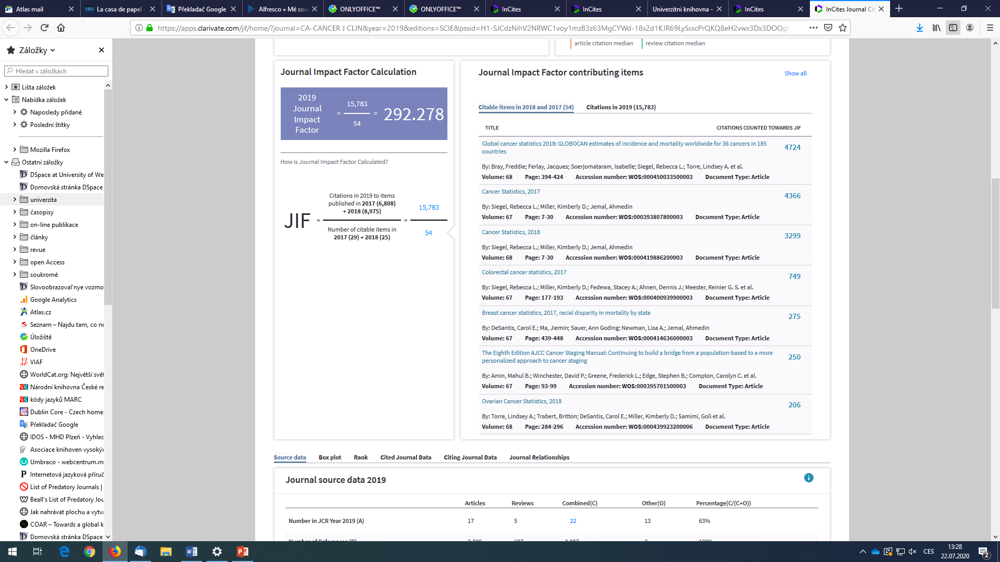 Atlas mail
La casa de papel -
Překladač Google
Alfresco » Mé sou
ONLYOFFICE™
ONLYOFFICE™
InCites
InCites
Univerzitni knihovna -
InCites
InCites Journal Cit
https://apps.clarivate.com/jif/home/?journal=CA-CANCER J CLIN&year=2019&editions=SCIE&pssid=H1-SJCdzNihV2NRWC1voy1mzB3z63MgCYWd-18x2d1KJR69LySxxcPrQKQ8eH2vwx3Dx3DOQg
Záložky
Hledat v záložkách
Lišta záložek
Nabídka záložek
Naposledy přidané
Poslední štítky
Mozilla Firefox
Ostatní záložky
DSpace at University of We
Domovská stránka DSpace
univerzita
časopisy
on-line publikace
články
revue
open Access
soukromé
Slovoobrazoval'nye vozmo
Google Analytics
Atlas.cz
Seznam – Najdu tam, co ne
Úložiště
OneDrive
VIAF
WorldCat.org: Největší svět
Národní knihovna České re
kódy jazyků MARC
Dublin Core - Czech home
Překladač Google
IDOS - MHD Plzeň - Vyhled
Asociace knihoven vysokýc
Umbraco - webcentrum.m
Internetová jazyková příruč
List of Predatory Journals |
Beall's List of Predatory Jou
Jak nahrávat plochu a vytvá
COAR – Towards a global k
Domovská stránka DSpace
article citation median
review citation median
Journal Impact Factor Calculation
2019 Journal Impact Factor = 15,783 / 54 = 292.278
How is Journal Impact Factor Calculated?
JIF =
Citations in 2019 to items
published in 2017 (6,808)
+ 2018 (8,975)
Number of citable items in
2017 (29) + 2018 (25)
=
15,783
54
Journal Impact Factor contributing items
Show all
Citable items in 2018 and 2017 (54)
Citations in 2019 (15,783)
TITLE CITATIONS COUNTED TOWARDS JIF
Global cancer statistics 2018: GLOBOCAN estimates of incidence and mortality worldwide for 36 cancers in 185
countries
4724
By: Bray, Freddie; Ferlay, Jacques; Soerjomataram, Isabelle; Siegel, Rebecca L.; Torre, Lindsey A. et al.
Volume: 68 Page: 394-424 Accession number: WOS:000450033500003 Document Type: Article
Cancer Statistics, 2017
4366
By: Siegel, Rebecca L.; Miller, Kimberly D.; Jemal, Ahmedin
Volume: 67 Page: 7-30 Accession number: WOS:000393807800003 Document Type: Article
Cancer Statistics, 2018
3299
By: Siegel, Rebecca L.; Miller, Kimberly D.; Jemal, Ahmedin
Volume: 68 Page: 7-30 Accession number: WOS:000419886200003 Document Type: Article
Colorectal cancer statistics, 2017
749
By: Siegel, Rebecca L.; Miller, Kimberly D.; Fedewa, Stacey A.; Ahnen, Dennis J.; Meester, Reinier G. S. et al.
Volume: 67 Page: 177-193 Accession number: WOS:000400939900003 Document Type: Article
Breast cancer statistics, 2017, racial disparity in mortality by state
275
By: DeSantis, Carol E.; Ma, Jiemin; Sauer, Ann Goding; Newman, Lisa A.; Jemal, Ahmedin
Volume: 67 Page: 439-448 Accession number: WOS:000414636000003 Document Type: Article
The Eighth Edition AJCC Cancer Staging Manual: Continuing to build a bridge from a population-based to a more
personalized approach to cancer staging
250
By: Amin, Mahul B.; Winchester, David P.; Greene, Frederick L.; Edge, Stephen B.; Compton, Carolyn C. et al.
Volume: 67 Page: 93-99 Accession number: WOS:000395701500003 Document Type: Article
Ovarian Cancer Statistics, 2018
206
By: Torre, Lindsey A.; Trabert, Britton; DeSantis, Carol E.; Miller, Kimberly D.; Samimi, Goli et al.
Volume: 68 Page: 284-296 Accession number: WOS:000439923200006 Document Type: Article
Source data Box plot Rank Cited Journal Data Citing Journal Data Journal Relationships
Journal source data 2019
Articles Reviews Combined(C) Other(O) Percentage(C/(C+O))
Number in JCR Year 2019 (A) 17 5 22 13 63%
CES
13:28
22.07.2020
2